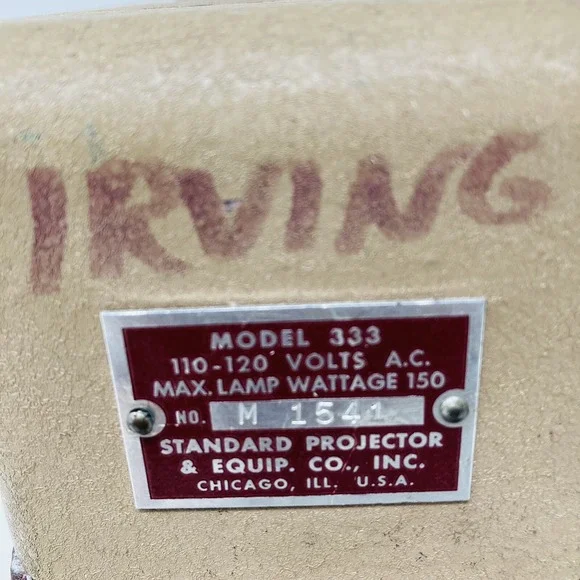 IRVING
MODEL 333
110-120 VOLTS A.C.
MAX. LAMP WATTAGE 150
NO. M 1541
STANDARD PROJECTOR
& EQUIP. CO., INC.
CHICAGO, ILL. U.S.A.